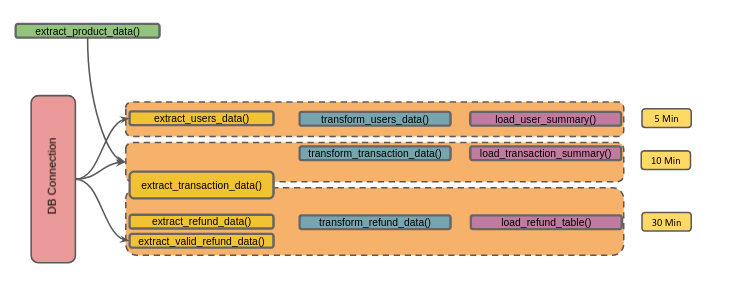 extract_product_data()
DB Connection
extract_users_data()
transform_users_data()
load_user_summary()
5 Min
transform_transaction_data()
load_transaction_summary()
10 Min
extract_transaction_data()
extract_refund_data()
transform_refund_data()
load_refund_table()
30 Min
extract_valid_refund_data()